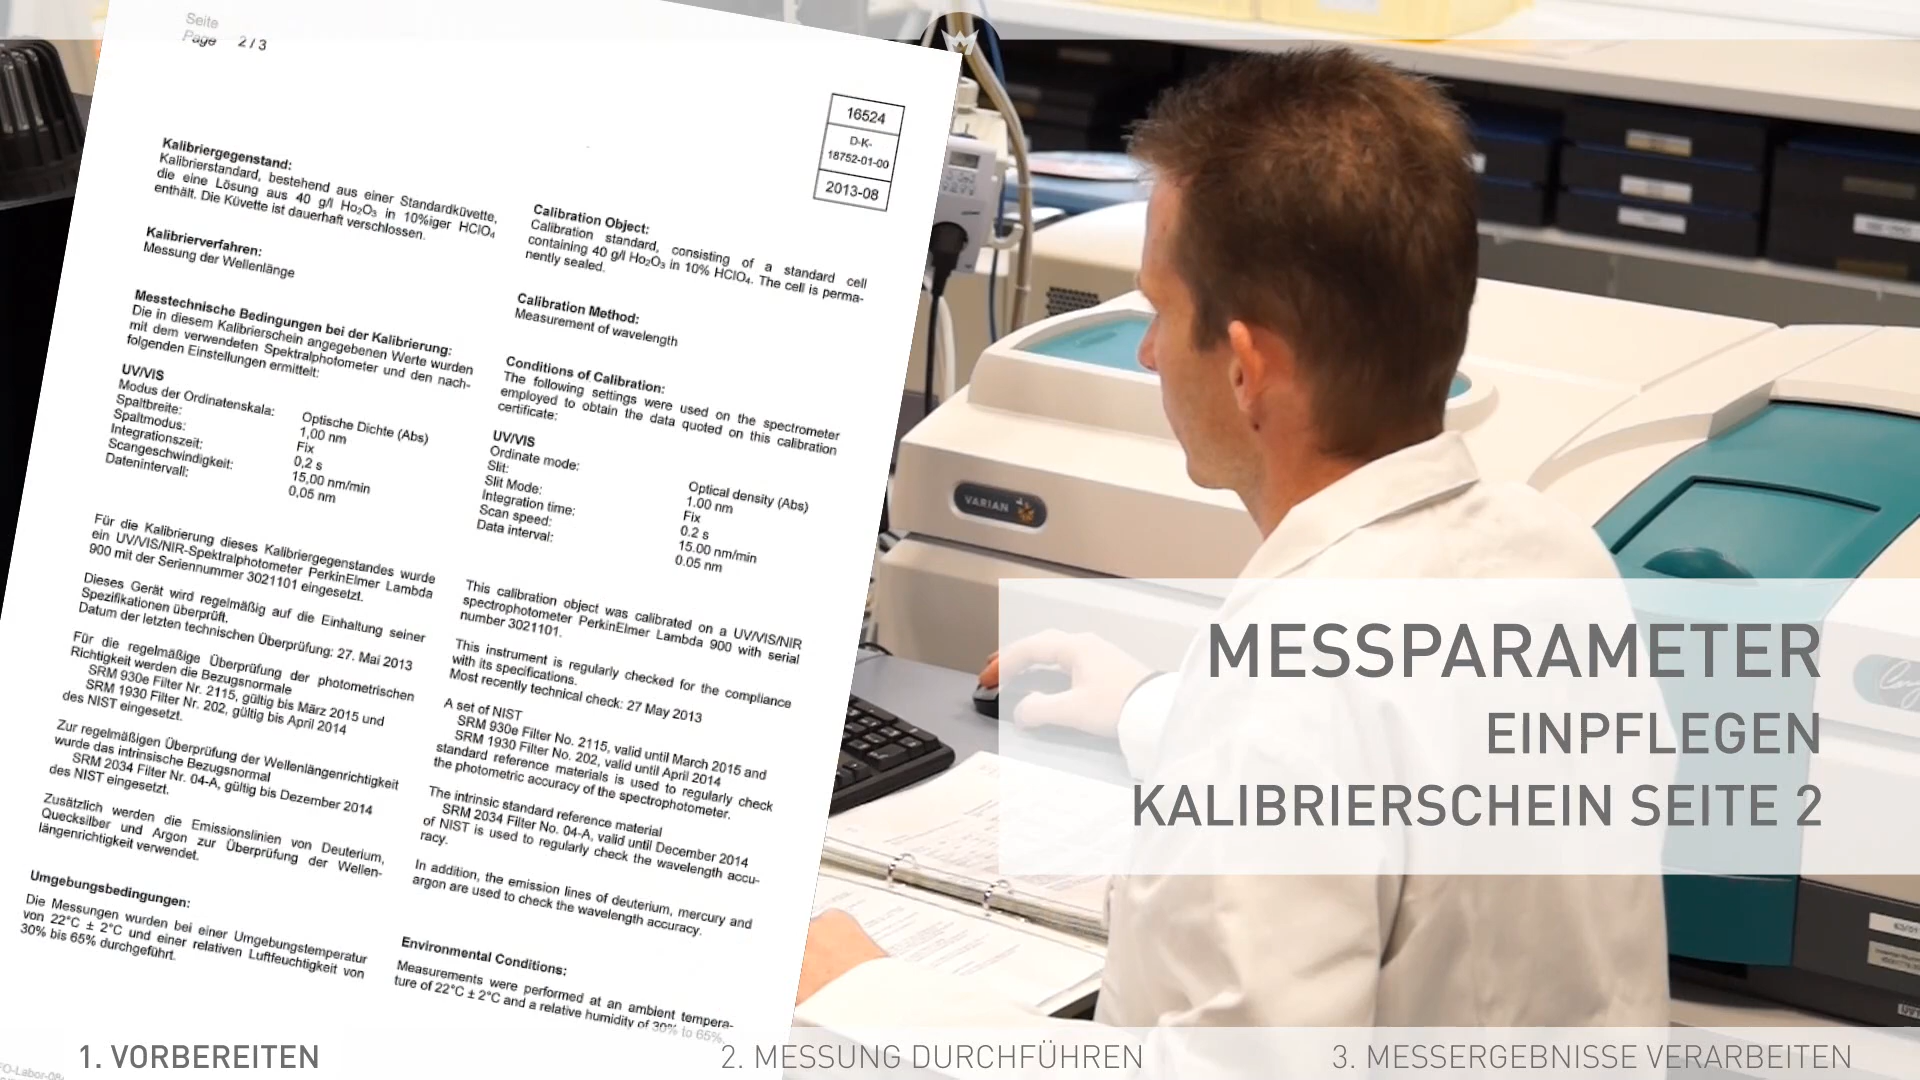 Seite
Page 2 / 3
16524
D-K-
18752-01-00
2013-08
Kalibriergegenstand:
Kalibrierstandard, bestehend aus einer Standardküvette,
die eine Lösung aus 40 g/l Ho₂O₃ in 10%iger HClO₄
enthält. Die Küvette ist dauerhaft verschlossen.
Kalibrierverfahren:
Messung der Wellenlänge
Messtechnische Bedingungen bei der Kalibrierung:
Die in diesem Kalibrierschein angegebenen Werte wurden
mit dem verwendeten Spektralphotometer und den nach-
folgenden Einstellungen ermittelt:
UV/VIS
Modus der Ordinatenskala: Optische Dichte (Abs)
Spaltbreite: 1,00 nm
Spaltmodus: Fix
Integrationszeit: 0,2 s
Scangeschwindigkeit: 15,00 nm/min
Datenintervall: 0,05 nm
Für die Kalibrierung dieses Kalibriergegenstandes wurde
ein UV/VIS/NIR-Spektralphotometer PerkinElmer Lambda
900 mit der Seriennummer 3021101 eingesetzt.
Dieses Gerät wird regelmäßig auf die Einhaltung seiner
Spezifikationen überprüft.
Datum der letzten technischen Überprüfung: 27. Mai 2013
Für die regelmäßige Überprüfung der photometrischen
Richtigkeit werden die Bezugsnormale
SRM 930e Filter Nr. 2115, gültig bis März 2015 und
SRM 1930 Filter Nr. 202, gültig bis April 2014
des NIST eingesetzt.
Zur regelmäßigen Überprüfung der Wellenlängenrichtigkeit
wurde das intrinsische Bezugsnormal
SRM 2034 Filter Nr. 04-A, gültig bis Dezember 2014
des NIST eingesetzt.
Zusätzlich werden die Emissionslinien von Deuterium,
Quecksilber und Argon zur Überprüfung der Wellen-
längenrichtigkeit verwendet.
Umgebungsbedingungen:
Die Messungen wurden bei einer Umgebungstemperatur
von 22°C ± 2°C und einer relativen Luftfeuchtigkeit von
30% bis 65% durchgeführt.
Calibration Object:
Calibration standard, consisting of a standard cell
containing 40 g/l Ho₂O₃ in 10% HClO₄. The cell is perma-
nently sealed.
Calibration Method:
Measurement of wavelength
Conditions of Calibration:
The following settings were used on the spectrometer
employed to obtain the data quoted on this calibration
certificate:
UV/VIS
Ordinate mode: Optical density (Abs)
Slit: 1.00 nm
Slit Mode: Fix
Integration time: 0.2 s
Scan speed: 15.00 nm/min
Data interval: 0.05 nm
This calibration object was calibrated on a UV/VIS/NIR
spectrophotometer PerkinElmer Lambda 900 with serial
number 3021101.
This instrument is regularly checked for the compliance
with its specifications.
Most recently technical check: 27 May 2013
A set of NIST
SRM 930e Filter No. 2115, valid until March 2015 and
SRM 1930 Filter No. 202, valid until April 2014
standard reference materials is used to regularly check
the photometric accuracy of the spectrophotometer.
The intrinsic standard reference material
SRM 2034 Filter No. 04-A, valid until December 2014
of NIST is used to regularly check the wavelength accu-
racy.
In addition, the emission lines of deuterium, mercury and
argon are used to check the wavelength accuracy.
Environmental Conditions:
Measurements were performed at an ambient tempera-
ture of 22°C ± 2°C and a relative humidity of 30% to 65%.
VARIAN
MESSPARAMETER
EINPFLEGEN
KALIBRIERSCHEIN SEITE 2
1. VORBEREITEN
2. MESSUNG DURCHFÜHREN
3. MESSERGEBNISSE VERARBEITEN